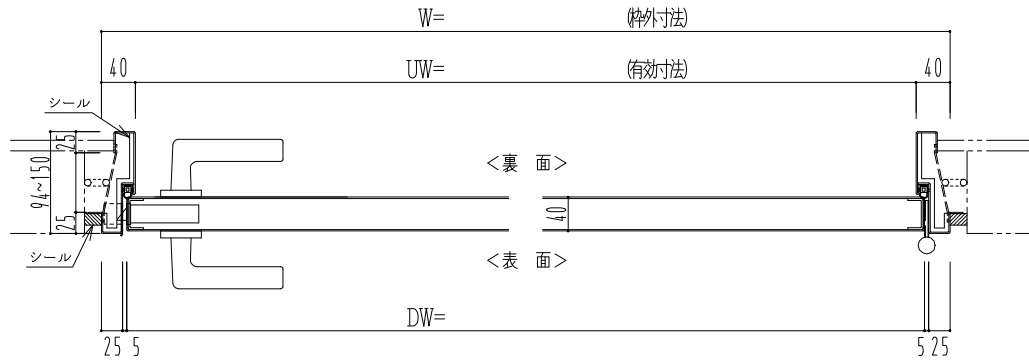 W= (枠外寸法)
40 UW= (有効寸法) 40
シール
25
94~150
25
<裏 面>
40
シール
<表 面>
DW=
25 5 5 25